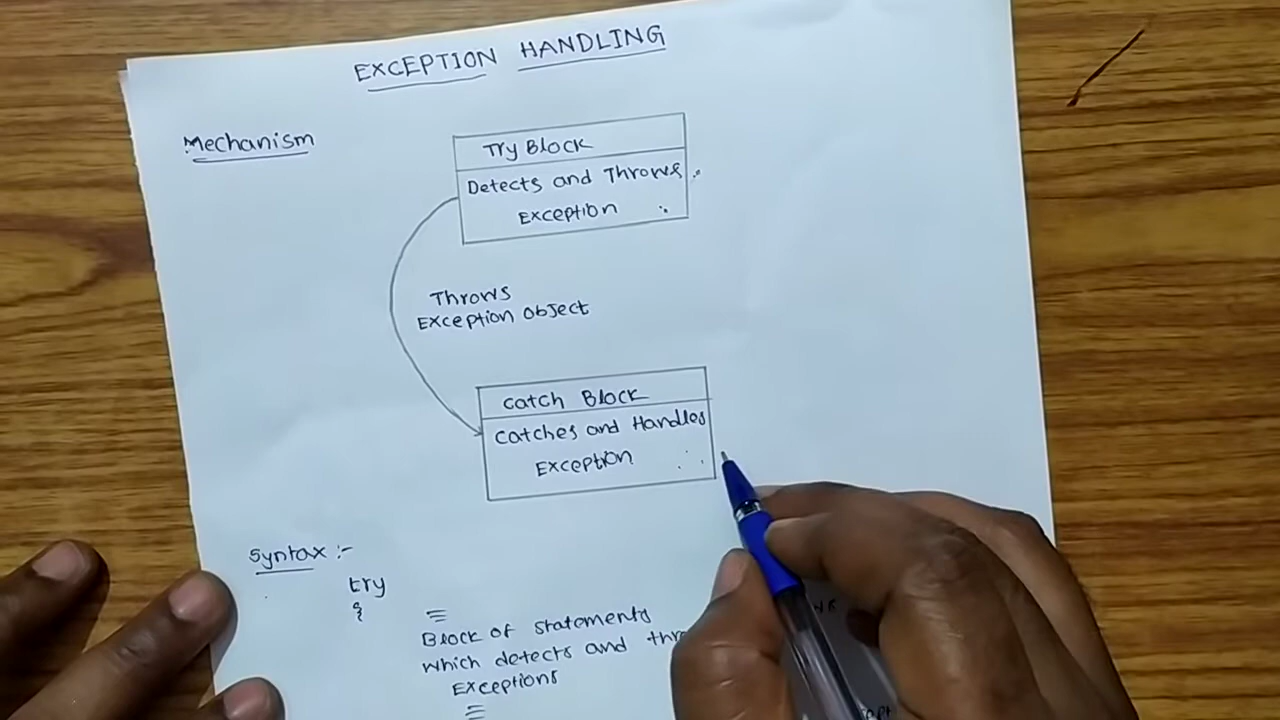 EXCEPTION HANDLING
Mechanism
Try Block
Detects and Throws
Exception
Throws
Exception Object
Catch Block
Catches and Handles
Exception
Syntax :-
try
{
Block of statements
which detects and
Exceptions